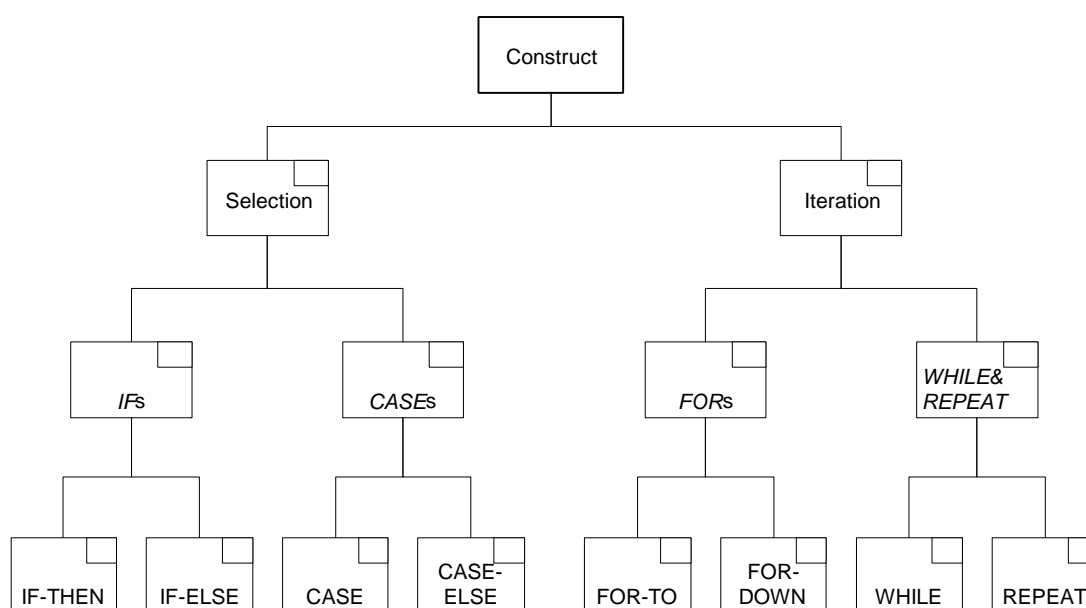 Construct
Selection
Iteration
IFs
CASEs
FORs
WHILE&
REPEAT
IF-THEN
IF-ELSE
CASE
CASE-
ELSE
FOR-TO
FOR-
DOWN
WHILE
REPEAT